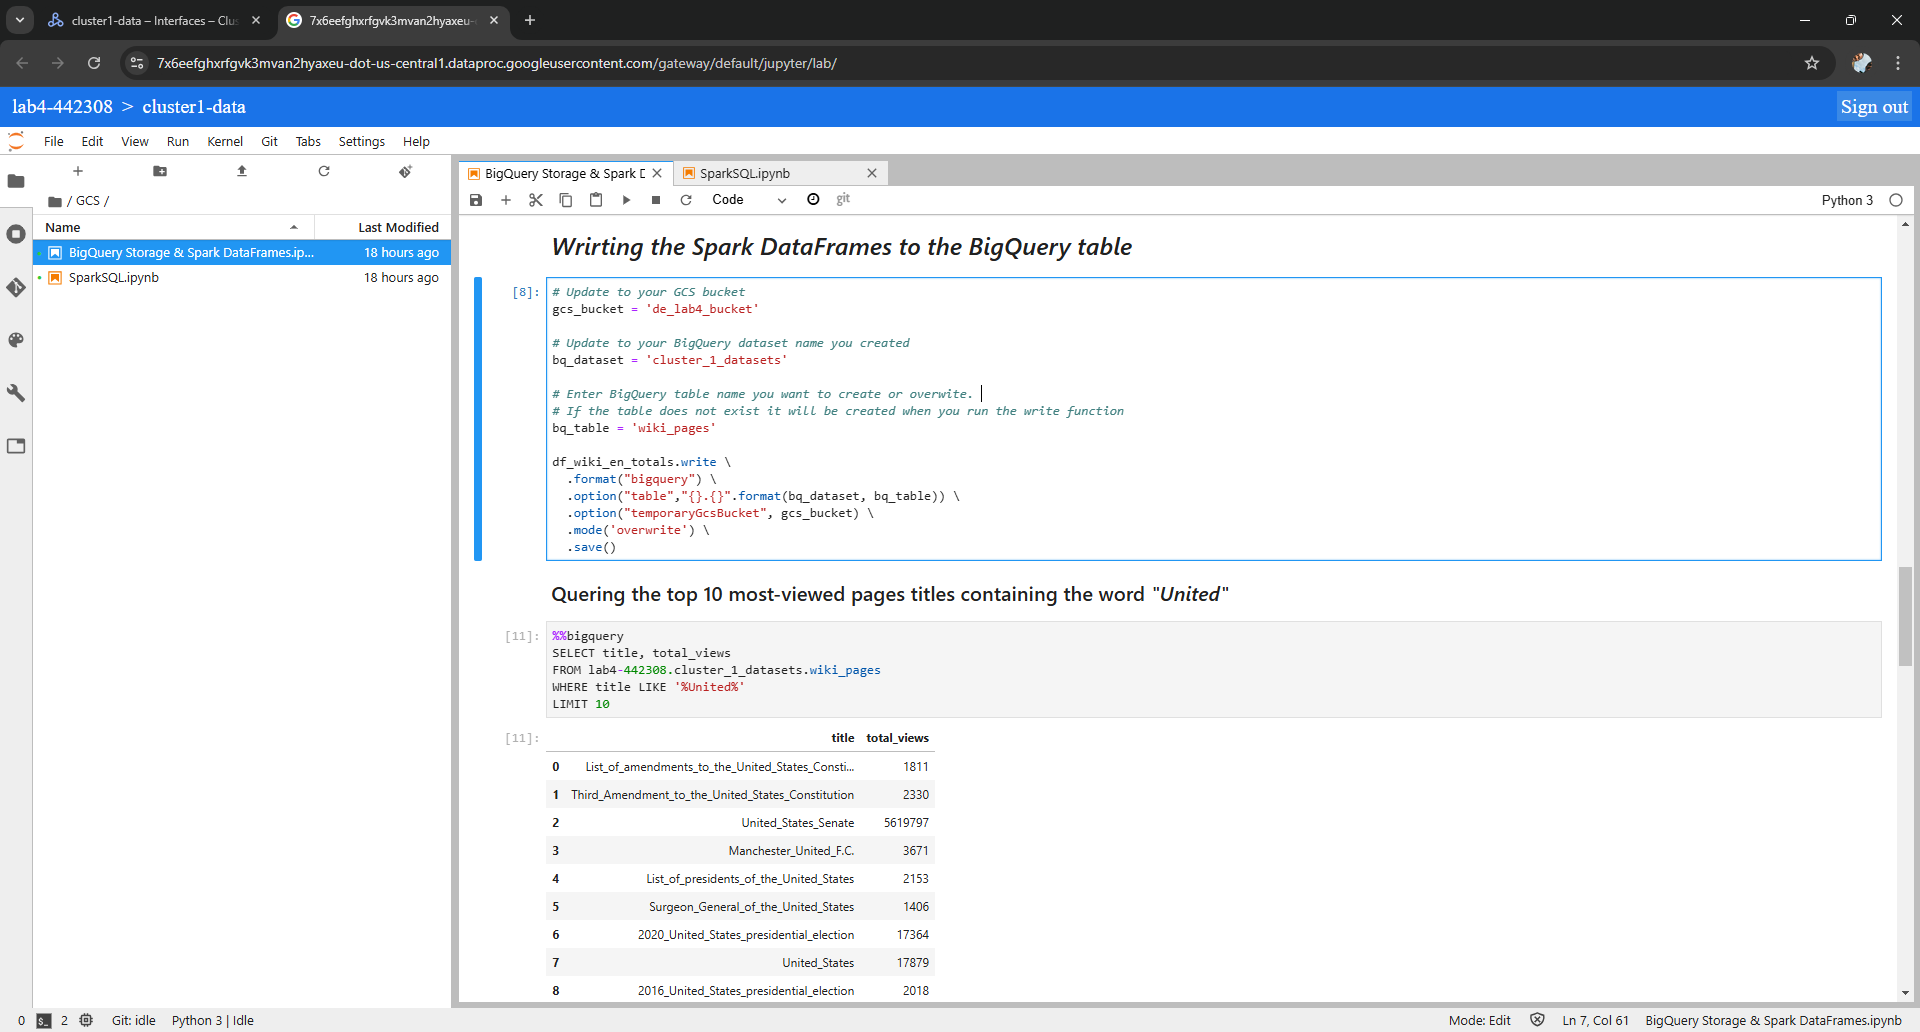 cluster1-data – Interfaces – Clu
7x6eefghxrfgvk3mvan2hyaxeu-
7x6eefghxrfgvk3mvan2hyaxeu-dot-us-central1.dataproc.googleusercontent.com/gateway/default/jupyter/lab/
lab4-442308 > cluster1-data
Sign out
File Edit View Run Kernel Git Tabs Settings Help
/ GCS /
Name Last Modified
BigQuery Storage & Spark DataFrames.ip... 18 hours ago
SparkSQL.ipynb 18 hours ago
BigQuery Storage & Spark D
SparkSQL.ipynb
Code
git
Python 3
Wrirting the Spark DataFrames to the BigQuery table
[8]:
# Update to your GCS bucket
gcs_bucket = 'de_lab4_bucket'
# Update to your BigQuery dataset name you created
bq_dataset = 'cluster_1_datasets'
# Enter BigQuery table name you want to create or overwite.
# If the table does not exist it will be created when you run the write function
bq_table = 'wiki_pages'
df_wiki_en_totals.write \
.format("bigquery") \
.option("table","{}.{}".format(bq_dataset, bq_table)) \
.option("temporaryGcsBucket", gcs_bucket) \
.mode('overwrite') \
.save()
Quering the top 10 most-viewed pages titles containing the word "United"
[11]:
%%bigquery
SELECT title, total_views
FROM lab4-442308.cluster_1_datasets.wiki_pages
WHERE title LIKE '%United%'
LIMIT 10
[11]:
title total_views
0 List_of_amendments_to_the_United_States_Consti... 1811
1 Third_Amendment_to_the_United_States_Constitution 2330
2 United_States_Senate 5619797
3 Manchester_United_F.C. 3671
4 List_of_presidents_of_the_United_States 2153
5 Surgeon_General_of_the_United_States 1406
6 2020_United_States_presidential_election 17364
7 United_States 17879
8 2016_United_States_presidential_election 2018
0 2 Git: idle Python 3 | Idle
Mode: Edit Ln 7, Col 61 BigQuery Storage & Spark DataFrames.ipynb